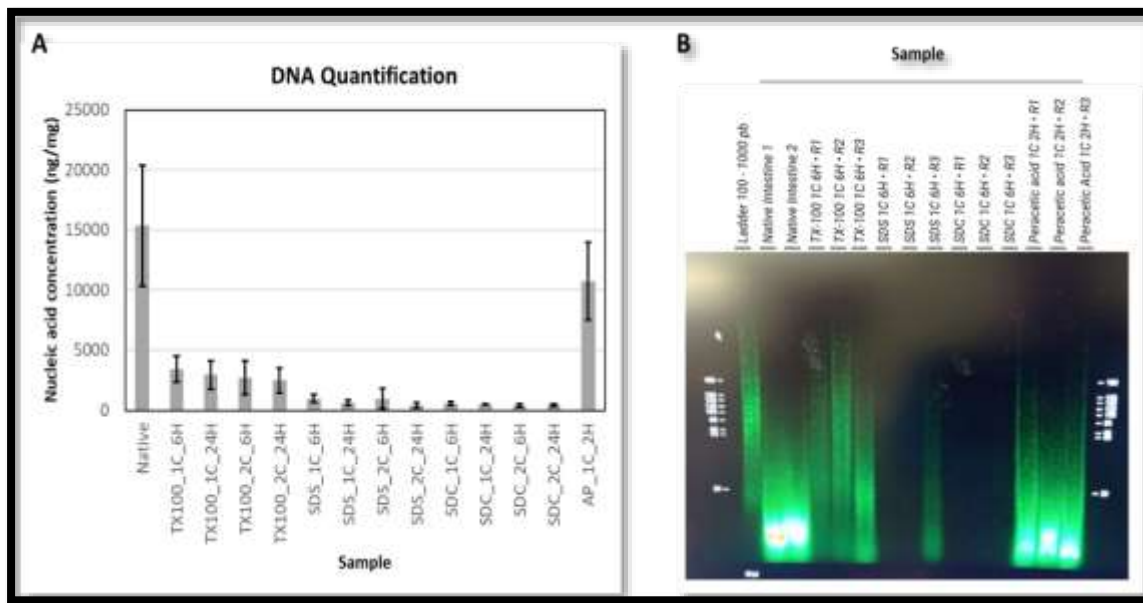 A
DNA Quantification
Nucleic acid concentration (ng/mg)
25000
20000
15000
10000
5000
0
Native
TX100_1C_6H
TX100_1C_24H
TX100_2C_6H
TX100_2C_24H
SDS_1C_6H
SDS_1C_24H
SDS_2C_6H
SDS_2C_24H
SDC_1C_6H
SDC_1C_24H
SDC_2C_6H
SDC_2C_24H
AP_1C_2H
Sample
B
Sample
Ladder 100 - 1000 pb
Native Intestine 1
Native Intestine 2
TX-100 1C 6H • R1
TX-100 1C 6H • R2
TX-100 1C 6H • R3
SDS 1C 6H • R1
SDS 1C 6H • R2
SDS 1C 6H • R3
SDC 1C 6H • R1
SDC 1C 6H • R2
SDC 1C 6H • R3
Peracetic acid 1C 2H • R1
Peracetic acid 1C 2H • R2
Peracetic Acid 1C 2H • R3